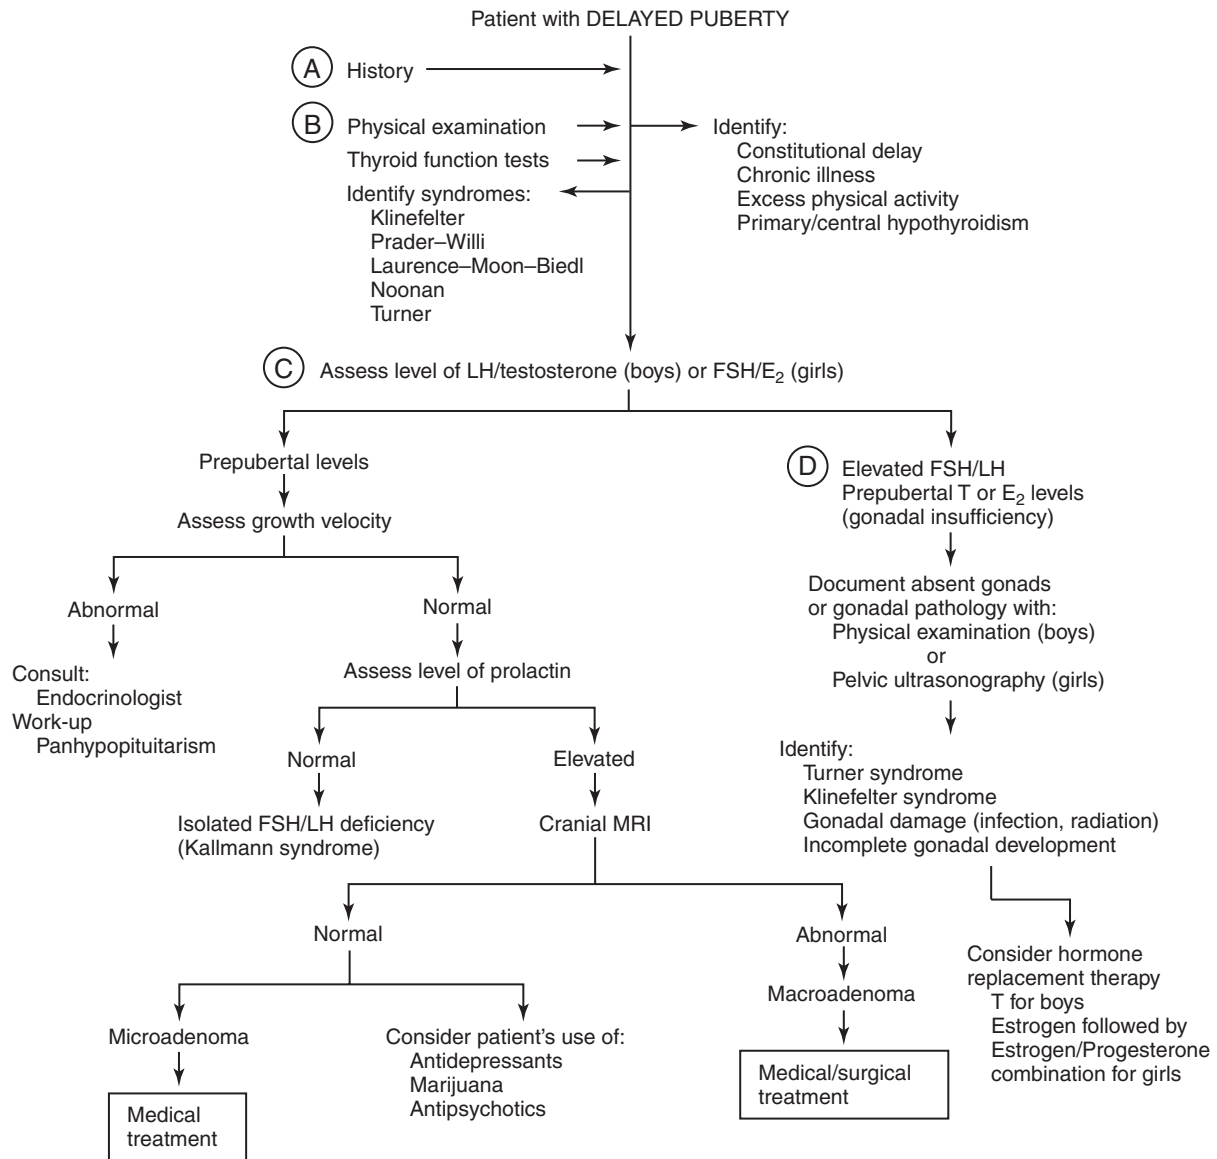 Patient with DELAYED PUBERTY
A
History
B
Physical examination
Thyroid function tests
Identify syndromes:
Klinefelter
Prader–Willi
Laurence–Moon–Biedl
Noonan
Turner
Identify:
Constitutional delay
Chronic illness
Excess physical activity
Primary/central hypothyroidism
C
Assess level of LH/testosterone (boys) or FSH/E2 (girls)
Prepubertal levels
Assess growth velocity
Abnormal
Consult:
Endocrinologist
Work-up
Panhypopituitarism
Normal
Assess level of prolactin
Normal
Isolated FSH/LH deficiency
(Kallmann syndrome)
Elevated
Cranial MRI
Normal
Microadenoma
Medical
treatment
Consider patient’s use of:
Antidepressants
Marijuana
Antipsychotics
Abnormal
Macroadenoma
Medical/surgical
treatment
D
Elevated FSH/LH
Prepubertal T or E2 levels
(gonadal insufficiency)
Document absent gonads
or gonadal pathology with:
Physical examination (boys)
or
Pelvic ultrasonography (girls)
Identify:
Turner syndrome
Klinefelter syndrome
Gonadal damage (infection, radiation)
Incomplete gonadal development
Consider hormone
replacement therapy
T for boys
Estrogen followed by
Estrogen/Progesterone
combination for girls